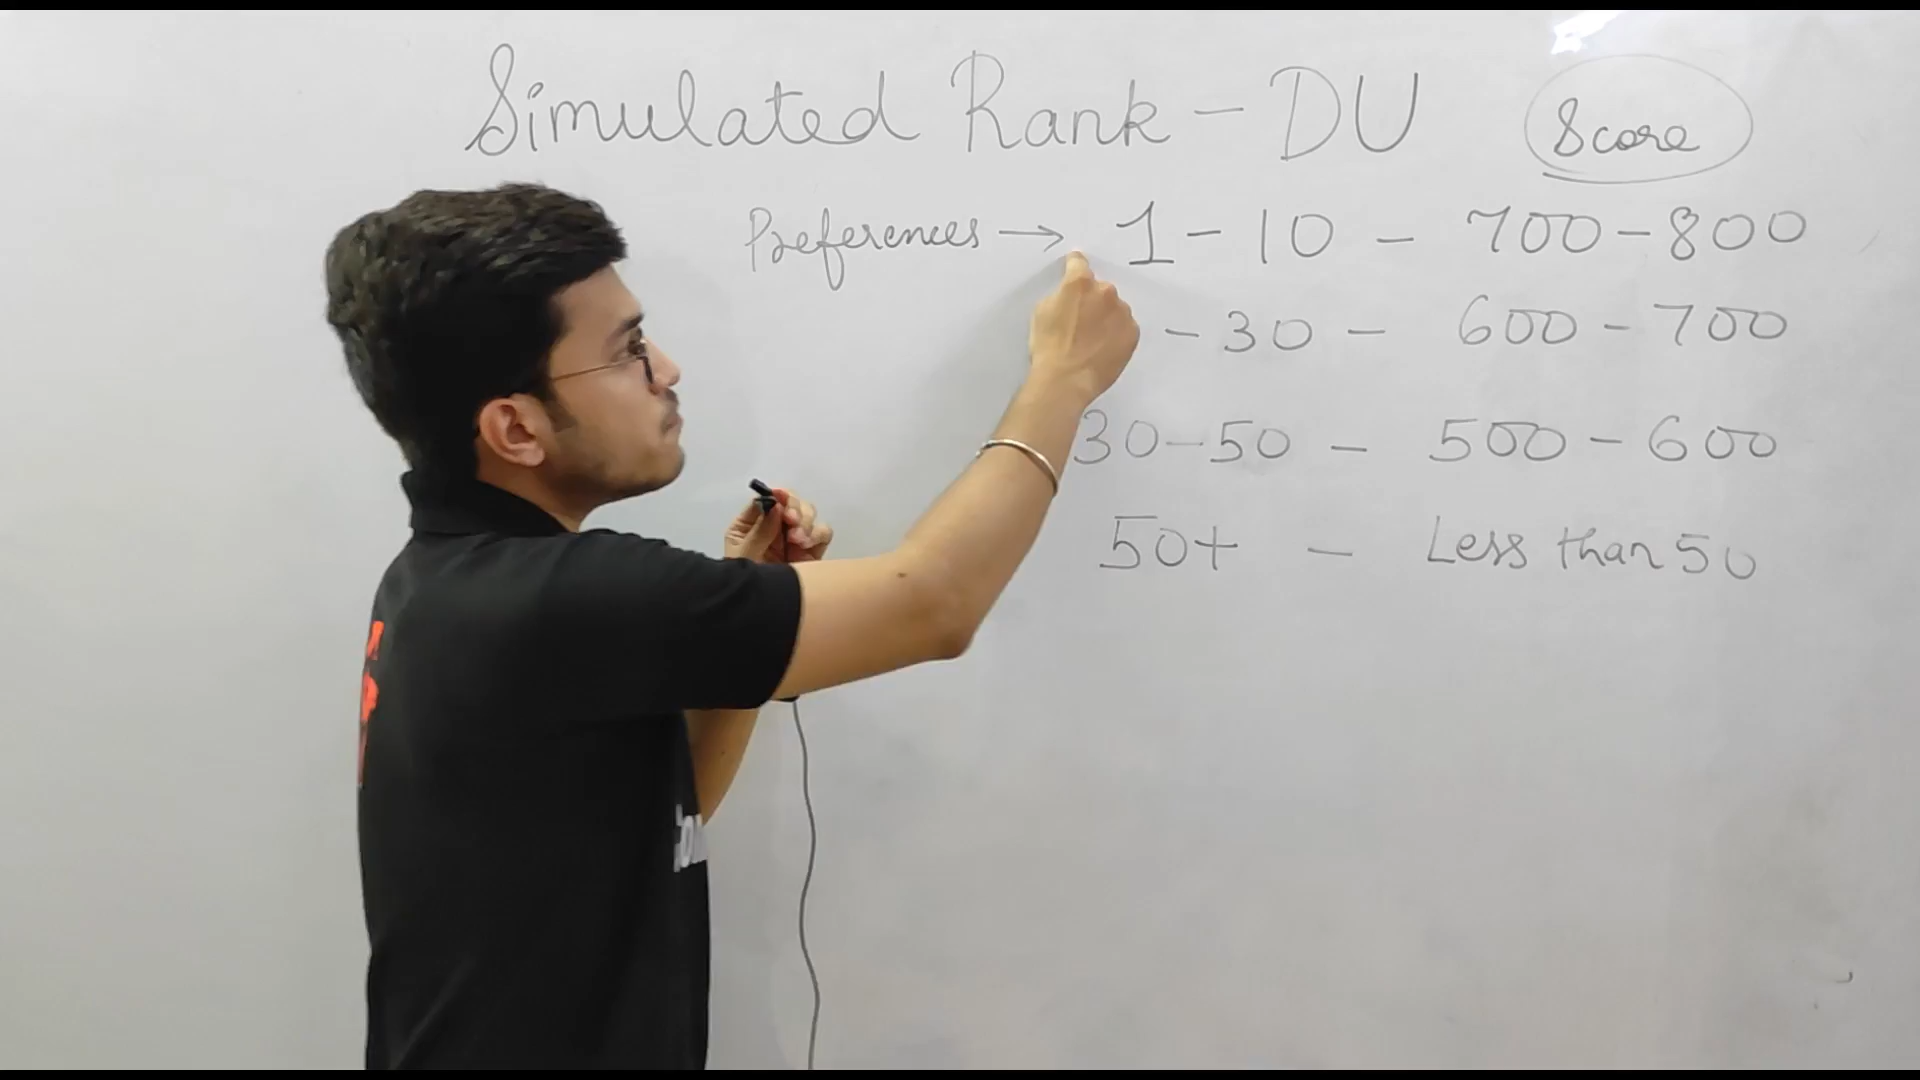 Simulated Rank - DU Score
Preferences → 1 - 10 - 700 - 800
- 30 - 600 - 700
30 - 50 - 500 - 600
50+ - Less than 50